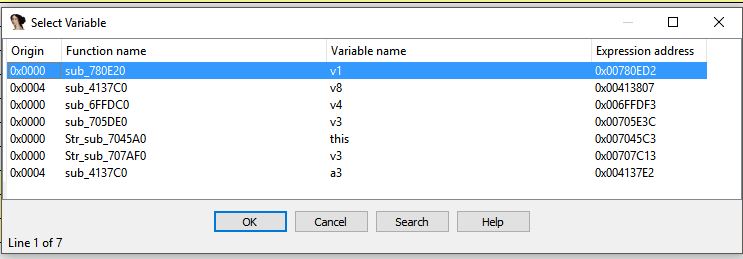 Select Variable
Origin Function name Variable name Expression address
0x0000 sub_780E20 v1 0x00780ED2
0x0004 sub_4137C0 v8 0x00413807
0x0000 sub_6FFDC0 v4 0x006FFDF3
0x0000 sub_705DE0 v3 0x00705E3C
0x0000 Str_sub_7045A0 this 0x007045C3
0x0000 Str_sub_707AF0 v3 0x00707C13
0x0004 sub_4137C0 a3 0x004137E2
OK Cancel Search Help
Line 1 of 7